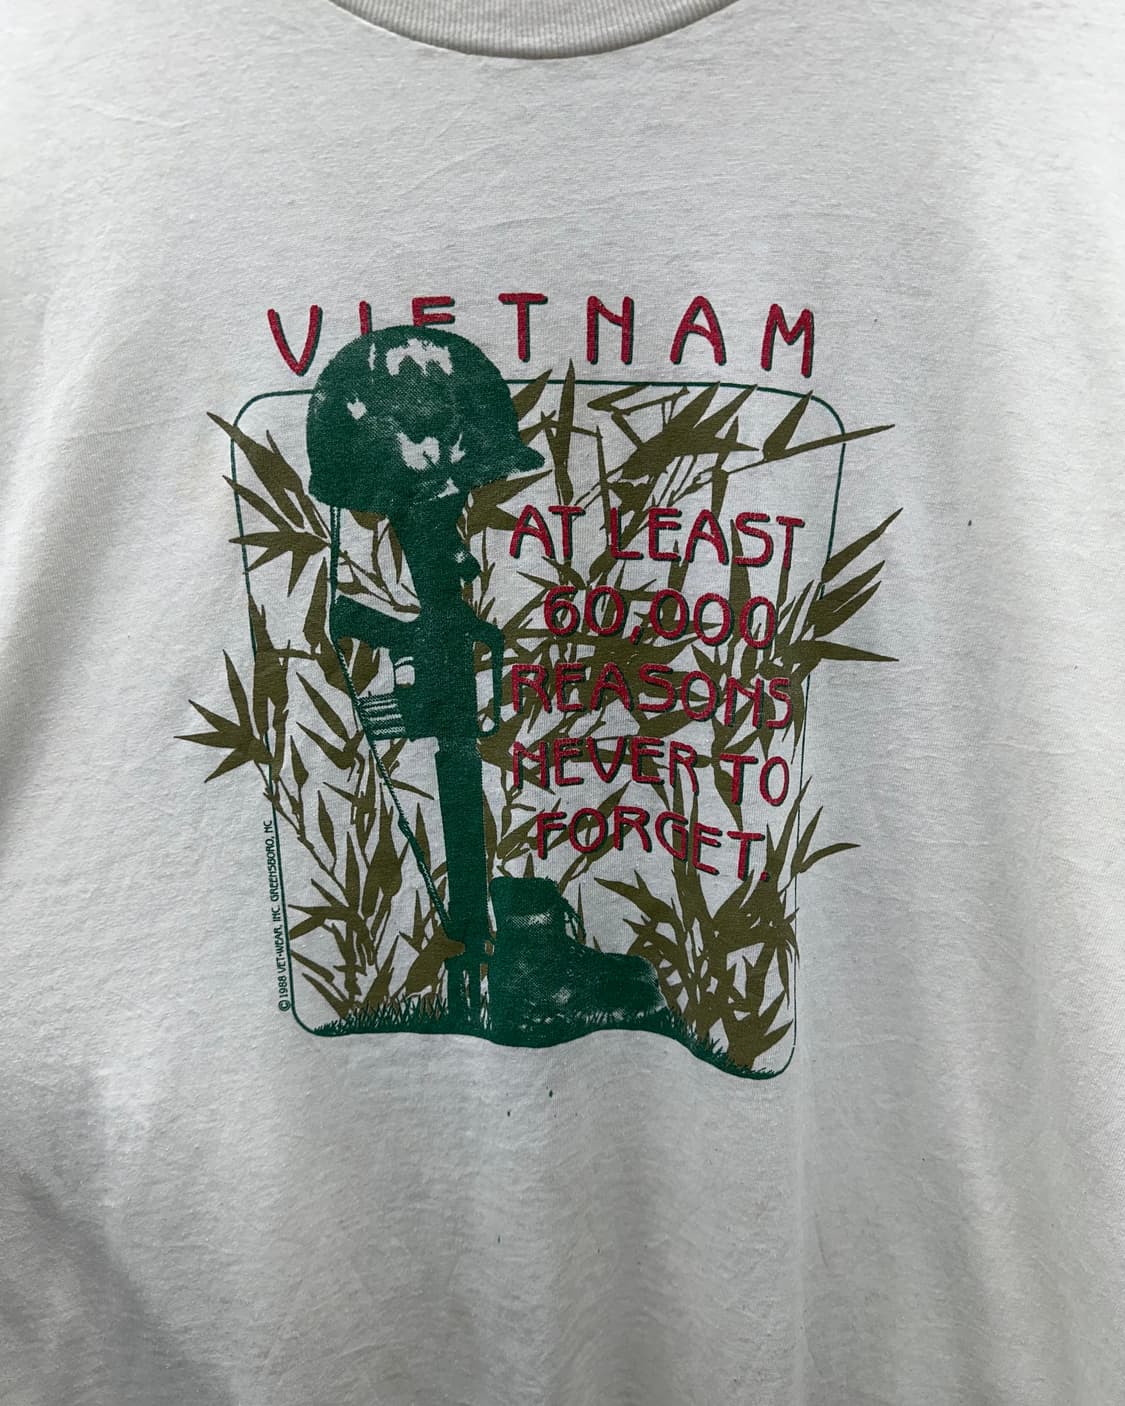 VIETNAM
AT LEAST
60,000
REASONS
NEVER TO
FORGET.
© 1988 VET-WEAR, INC. GREENSBORO, NC